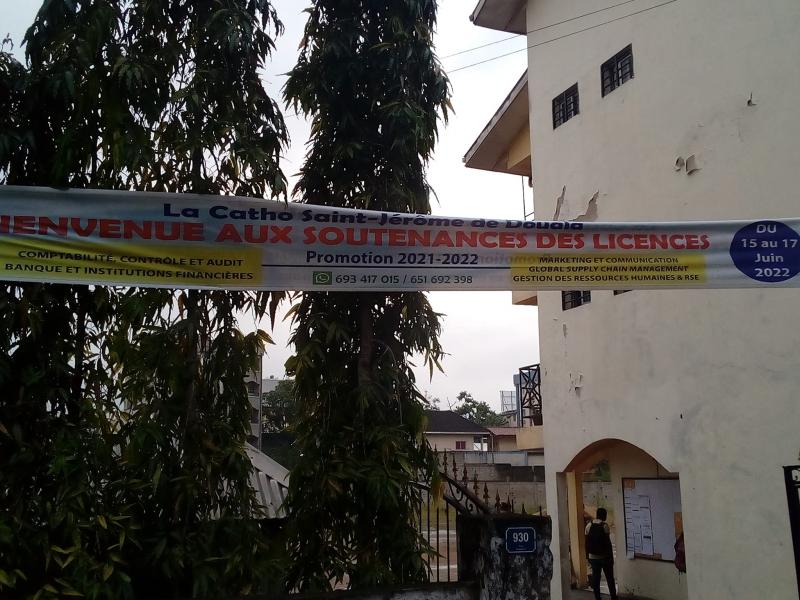 La Catho Saint-Jérôme de Douala
IENVENUE AUX SOUTENANCES DES LICENCES
Promotion 2021-2022
COMPTABILITÉ, CONTRÔLE ET AUDIT
BANQUE ET INSTITUTIONS FINANCIÈRES
693 417 015 / 651 692 398
MARKETING ET COMMUNICATION
GLOBAL SUPPLY CHAIN MANAGEMENT
GESTION DES RESSOURCES HUMAINES & RSE
DU
15 au 17
Juin
2022
930